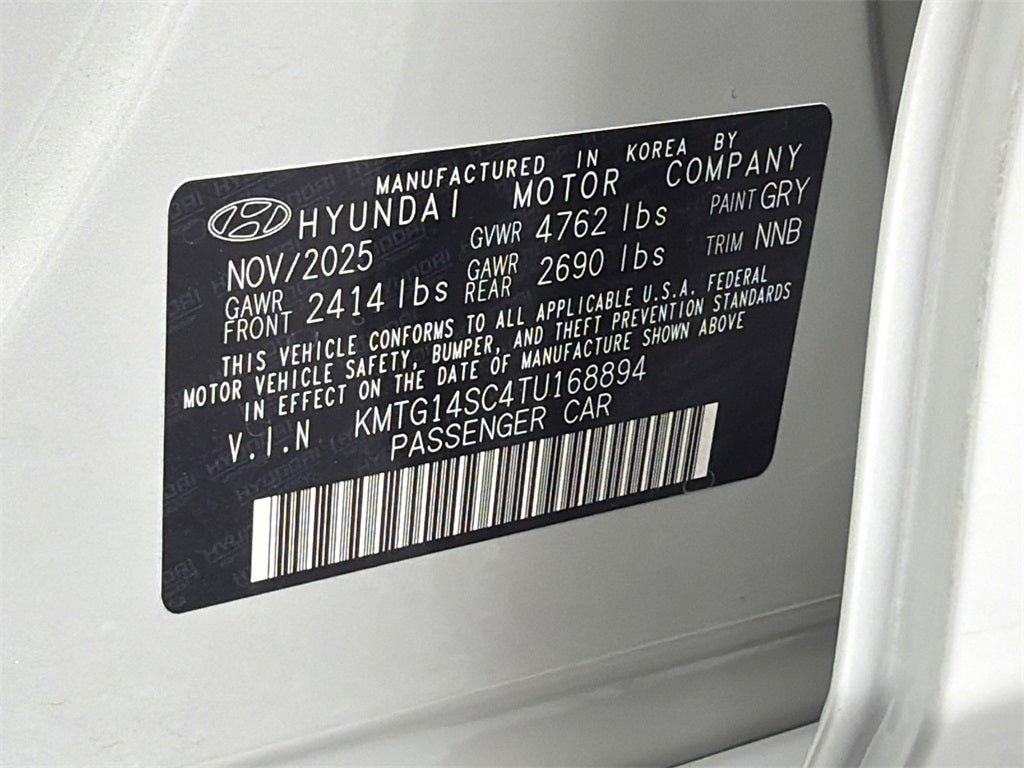 MANUFACTURED IN KOREA BY
HYUNDAI MOTOR COMPANY
NOV/2025 GVWR 4762 lbs PAINT GRY
GAWR FRONT 2414 lbs GAWR REAR 2690 lbs TRIM NNB
THIS VEHICLE CONFORMS TO ALL APPLICABLE U.S.A. FEDERAL
MOTOR VEHICLE SAFETY, BUMPER, AND THEFT PREVENTION STANDARDS
IN EFFECT ON THE DATE OF MANUFACTURE SHOWN ABOVE
V.I.N KMTG14SC4TU168894
PASSENGER CAR